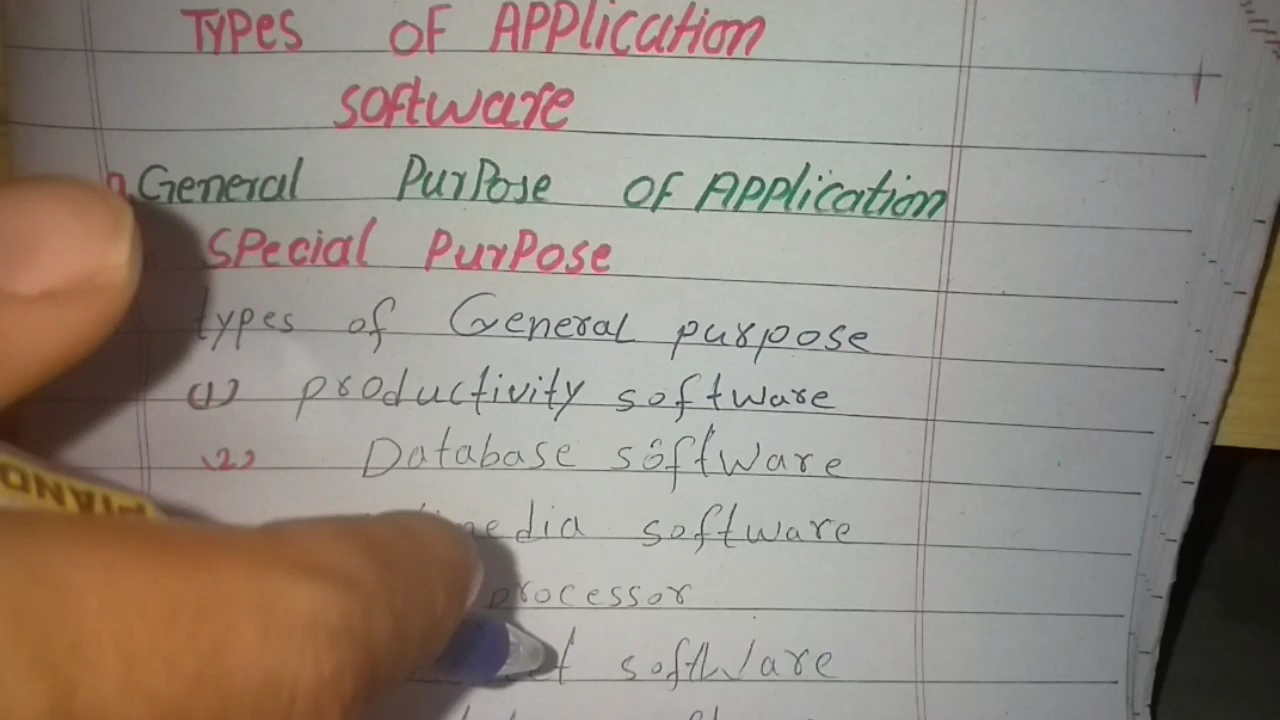 Types of Application
software
General Purpose of Application
Special Purpose
types of General purpose
(1) productivity software
(2) Database software
software
processor
software
PIANO